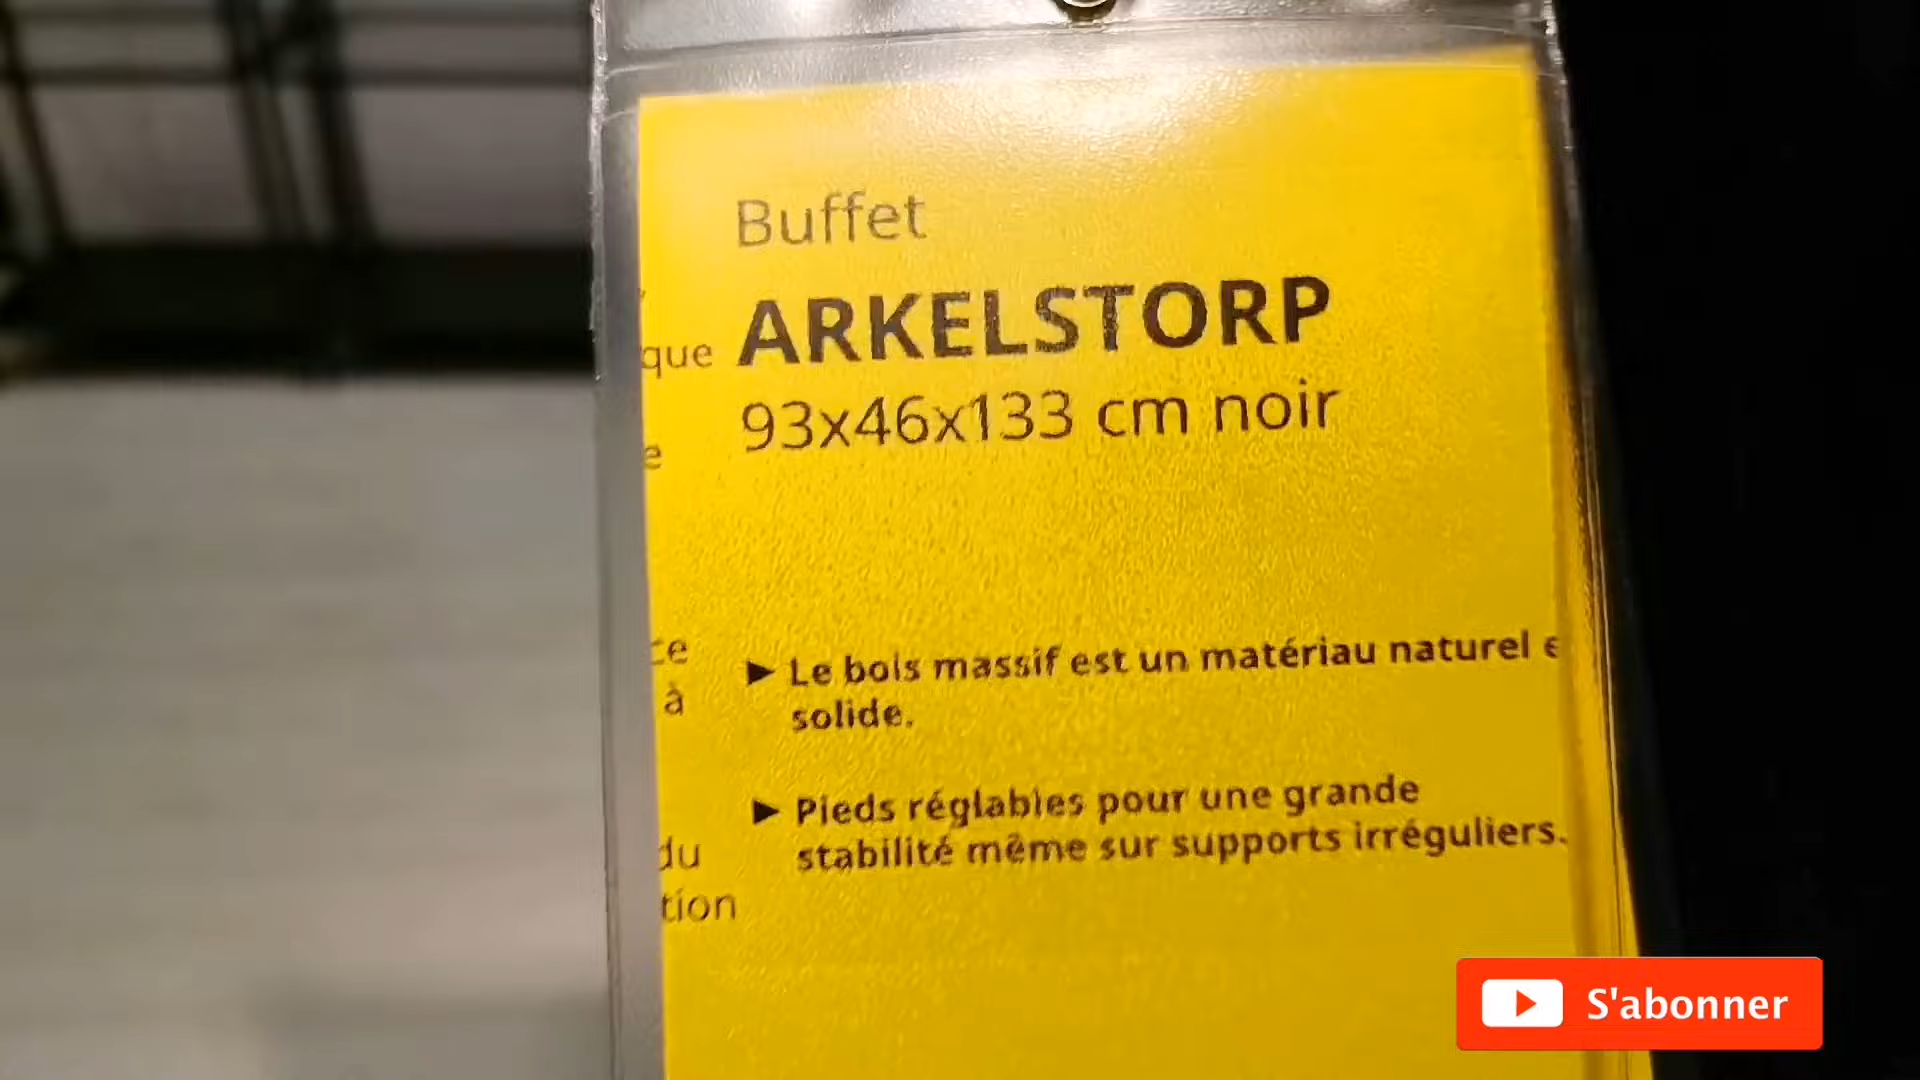 Buffet
ARKELSTORP
93x46x133 cm noir
► Le bois massif est un matériau naturel
solide.
► Pieds réglables pour une grande
stabilité même sur supports irréguliers.
que
e
à
du
tion
S'abonner